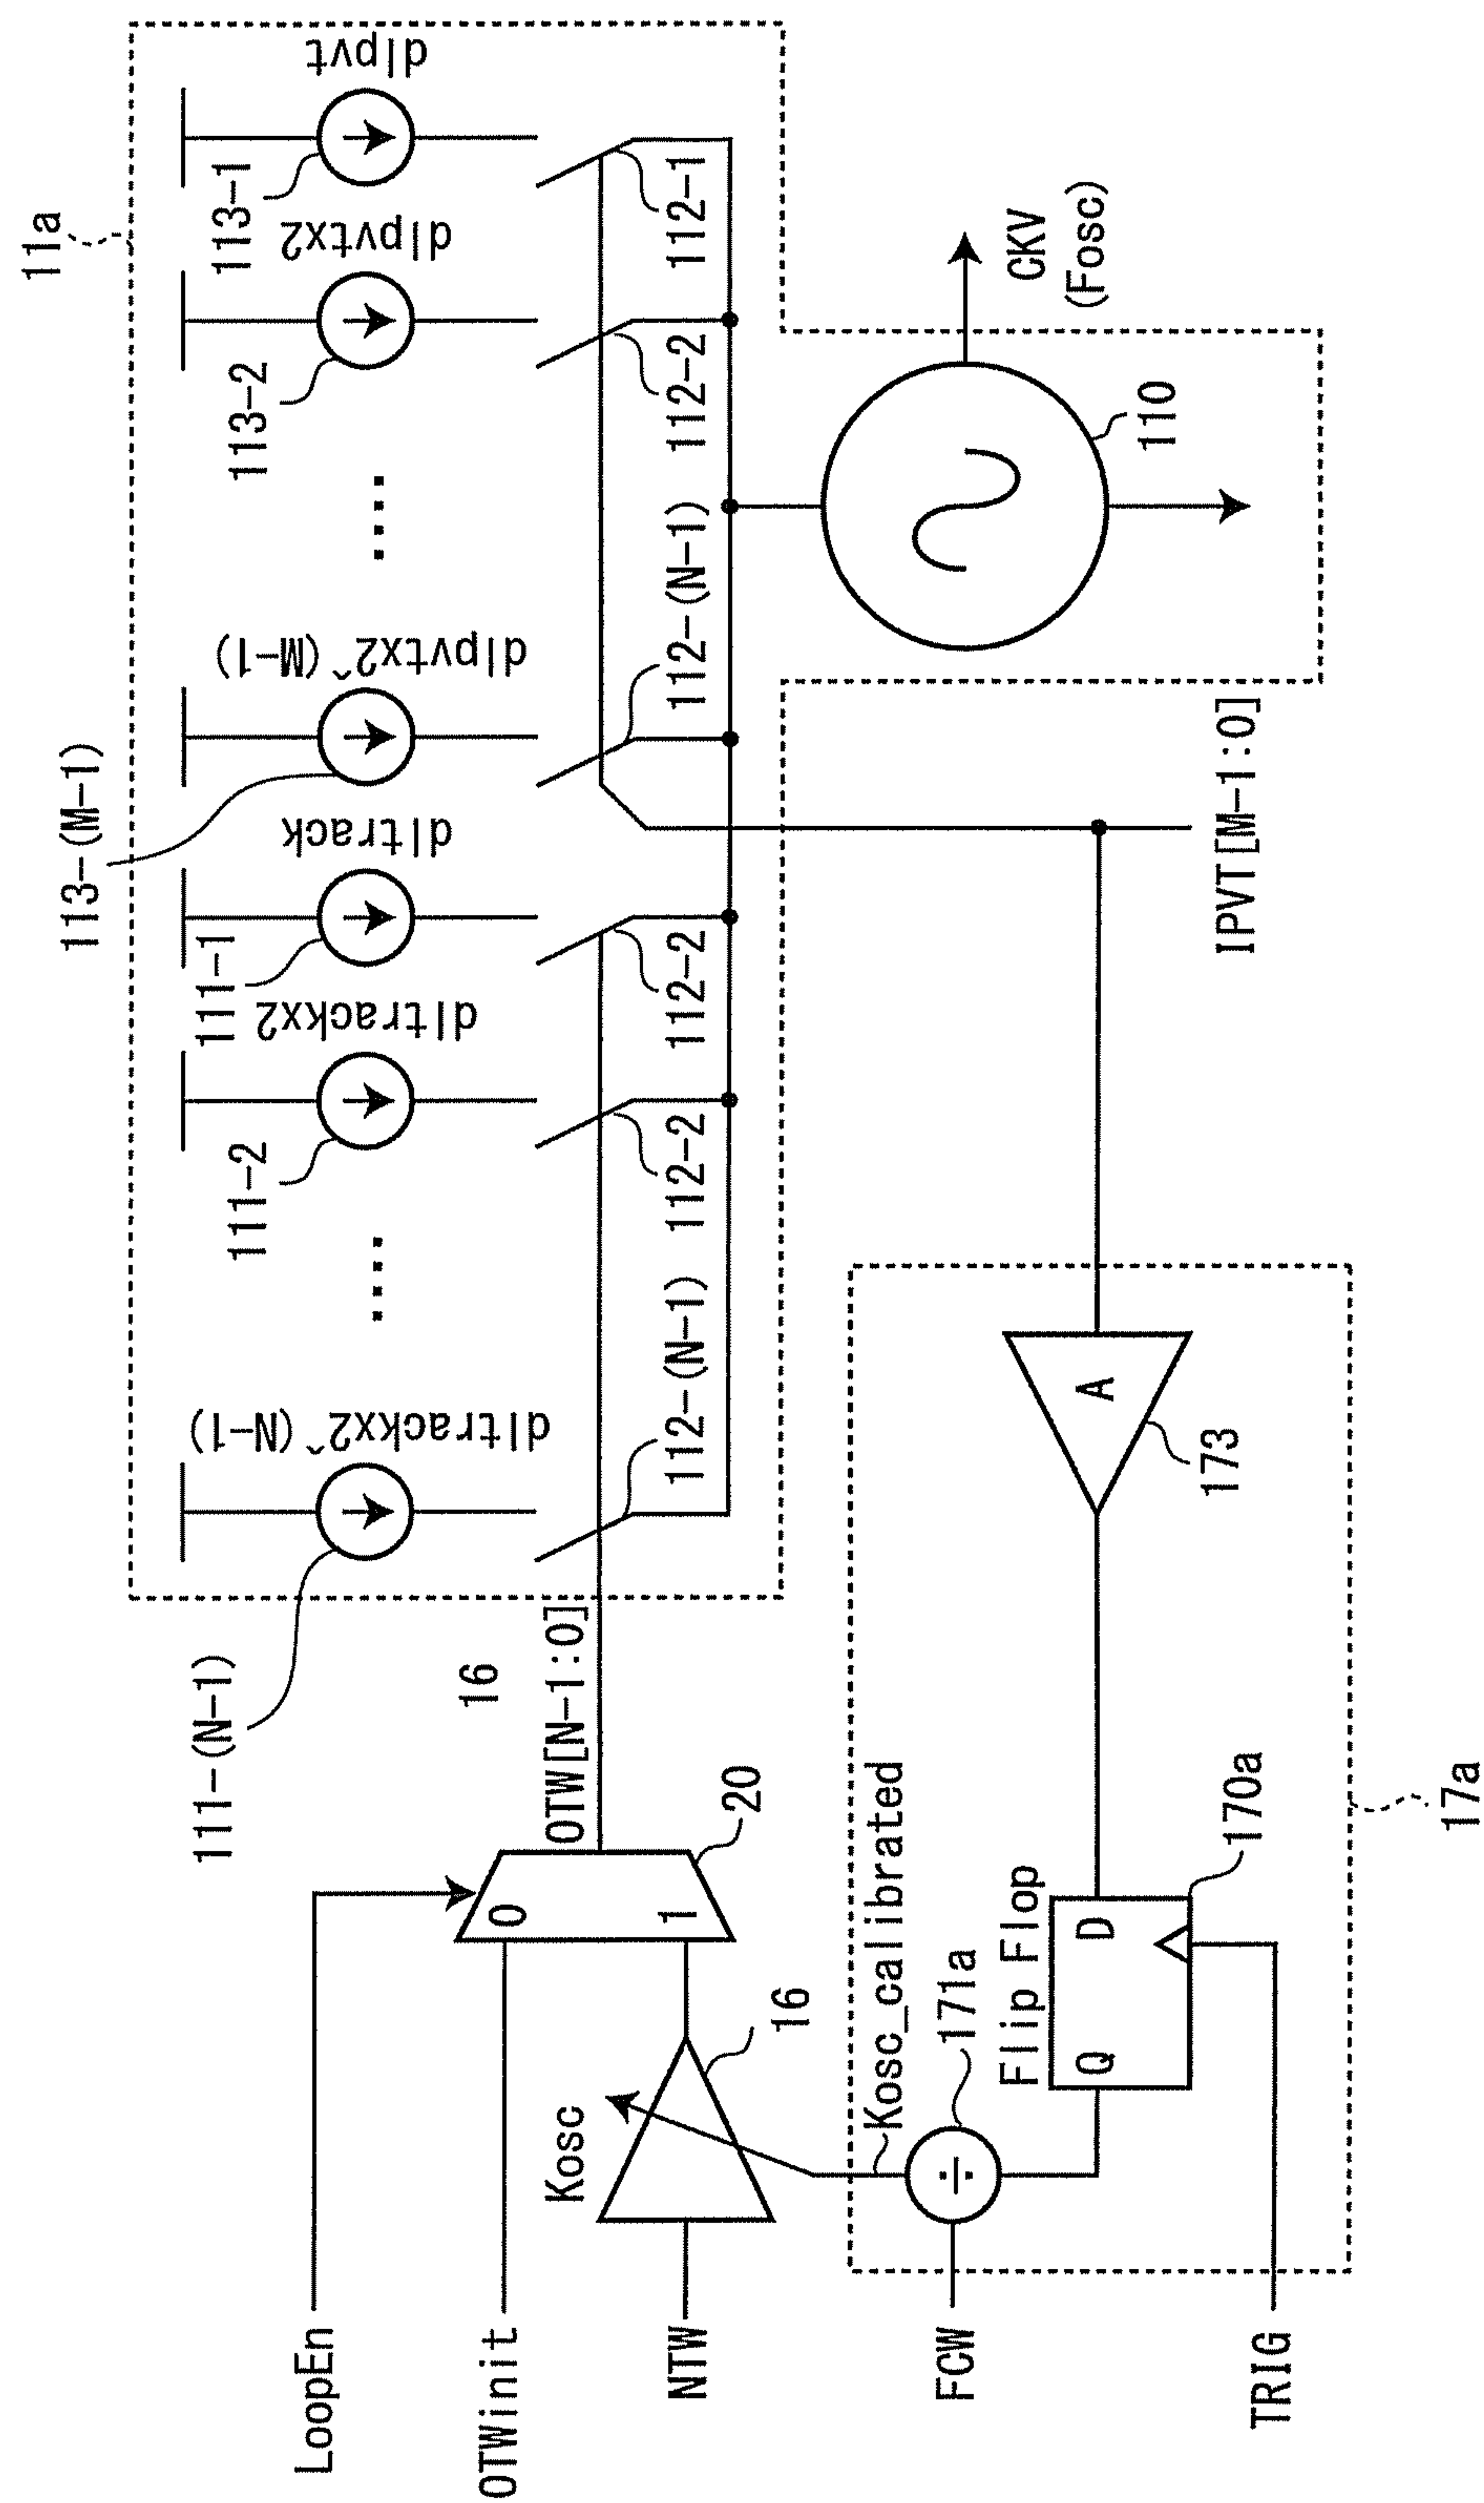 11a
113-(M-1)
111-(N-1)
111-2
111-1
113-2
113-1
dItrackx2^(N-1)
dItrackx2
dItrack
dIpvtx2^(M-1)
dIpvtx2
dIpvt
LoopEn
16
OTWinit
0
OTW[N-1:0]
Kosc
1
NTW
16
20
112-(N-1)
112-2
112-2
112-(N-1)
112-2
112-1
Kosc_calibrated
FCW
÷
171a
Flip Flop
Q
D
A
CKV
(Fosc)
110
173
TRIG
170a
IPVT[M-1:0]
17a